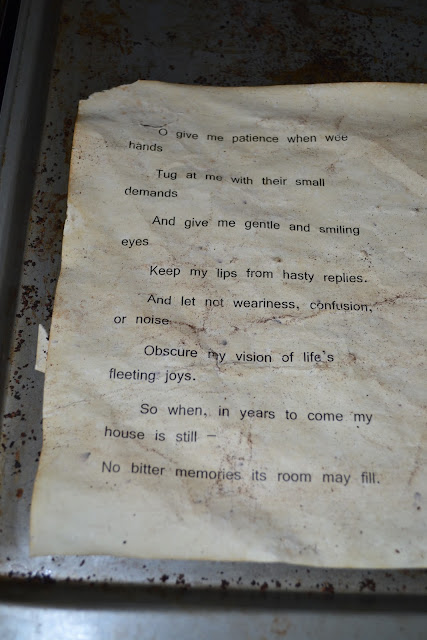 O give me patience when wee
hands
Tug at me with their small
demands
And give me gentle and smiling
eyes
Keep my lips from hasty replies.
And let not weariness, confusion,
or noise
Obscure my vision of life's
fleeting joys.
So when, in years to come my
house is still –
No bitter memories its room may fill.